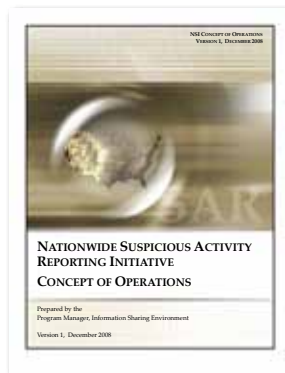 NSI CONCEPT OF OPERATIONS
VERSION 1, DECEMBER 2008
SAR
NATIONWIDE SUSPICIOUS ACTIVITY
REPORTING INITIATIVE
CONCEPT OF OPERATIONS
Prepared by the
Program Manager, Information Sharing Environment
Version 1, December 2008